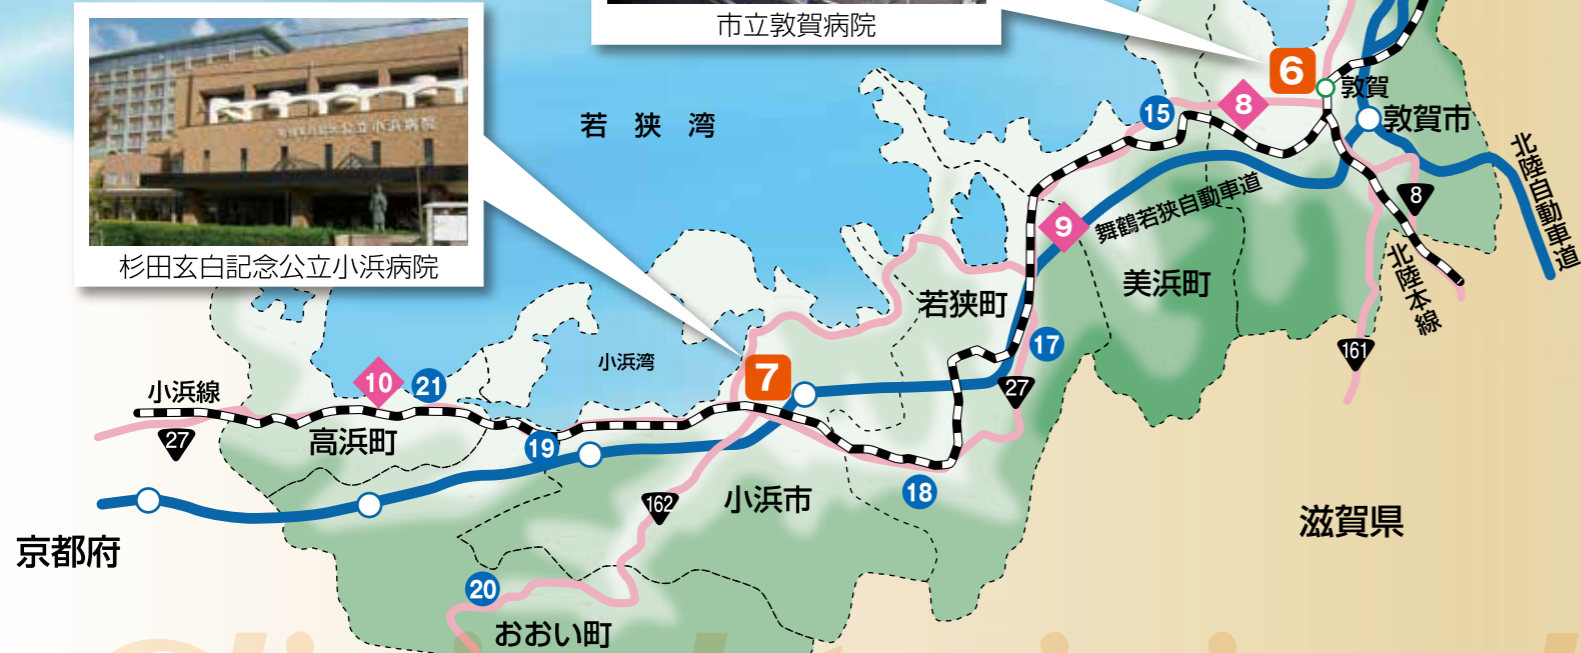 市立敦賀病院
杉田玄白記念公立小浜病院
若狭湾
6
敦賀
8
15
敦賀市
北陸自動車道
8
舞鶴若狭自動車道
9
北陸本線
美浜町
若狭町
17
161
小浜湾
7
27
10
21
小浜線
27
高浜町
19
18
162
小浜市
滋賀県
京都府
20
おおい町